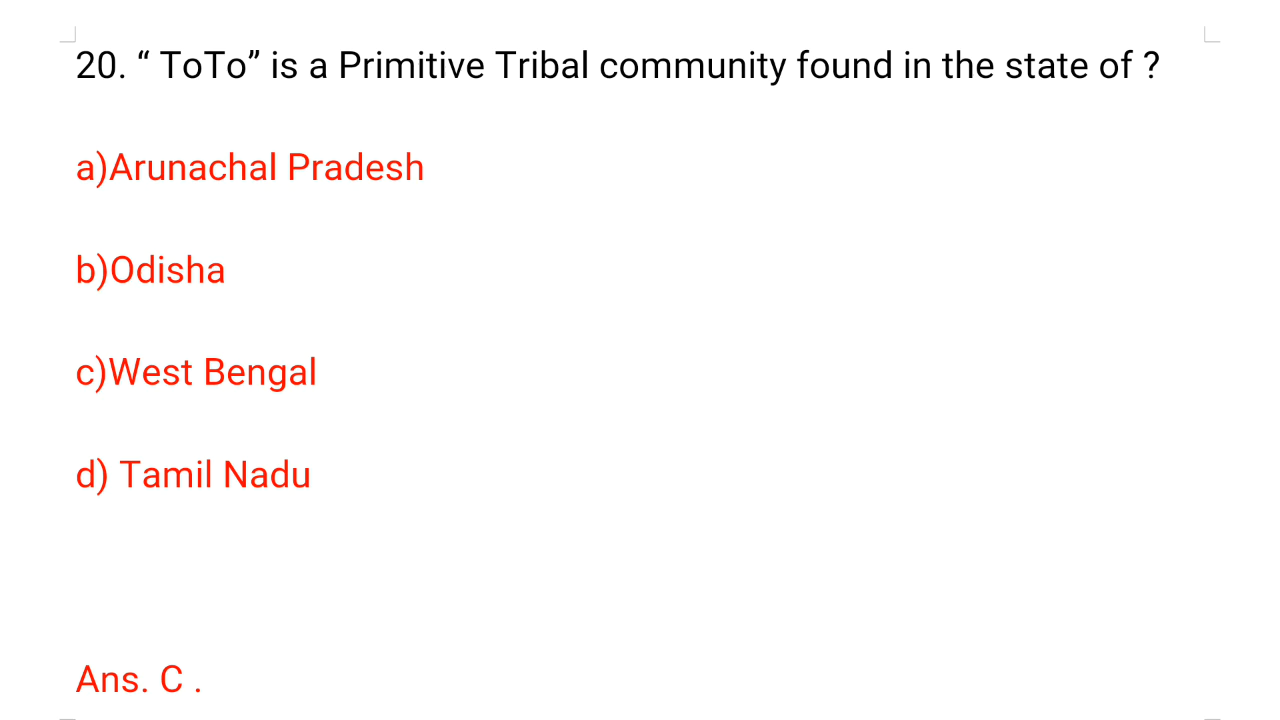 20. “ ToTo” is a Primitive Tribal community found in the state of ?
a)Arunachal Pradesh
b)Odisha
c)West Bengal
d) Tamil Nadu
Ans. C .